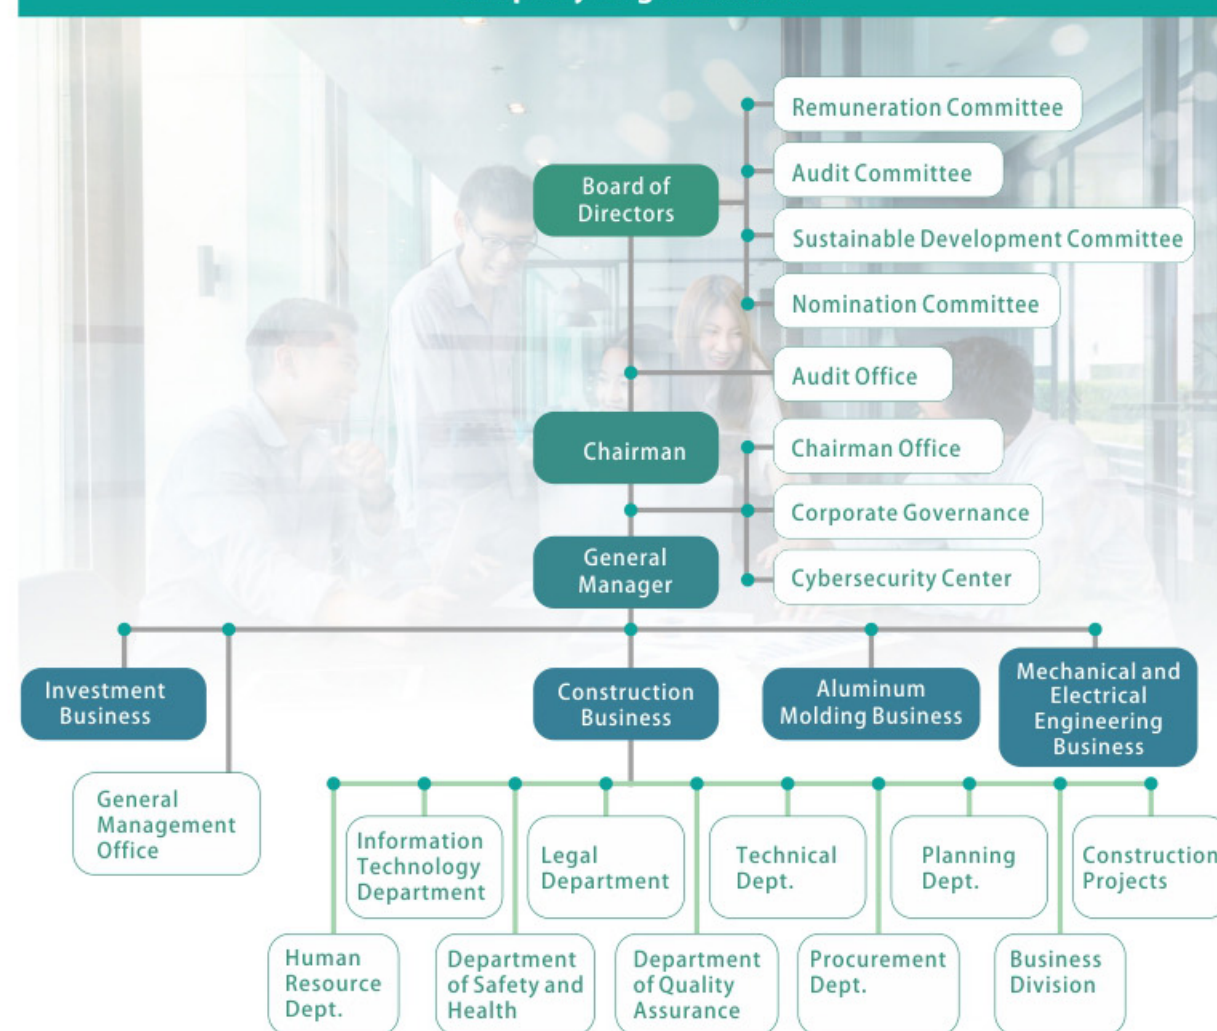 Remuneration Committee
Board of
Directors
Audit Committee
Sustainable Development Committee
Nomination Committee
Audit Office
Chairman
Chairman Office
Corporate Governance
General
Manager
Cybersecurity Center
Investment
Business
Construction
Business
Aluminum
Molding Business
Mechanical and
Electrical
Engineering
Business
General
Management
Office
Information
Technology
Department
Legal
Department
Technical
Dept.
Planning
Dept.
Construction
Projects
Human
Resource
Dept.
Department
of Safety and
Health
Department
of Quality
Assurance
Procurement
Dept.
Business
Division